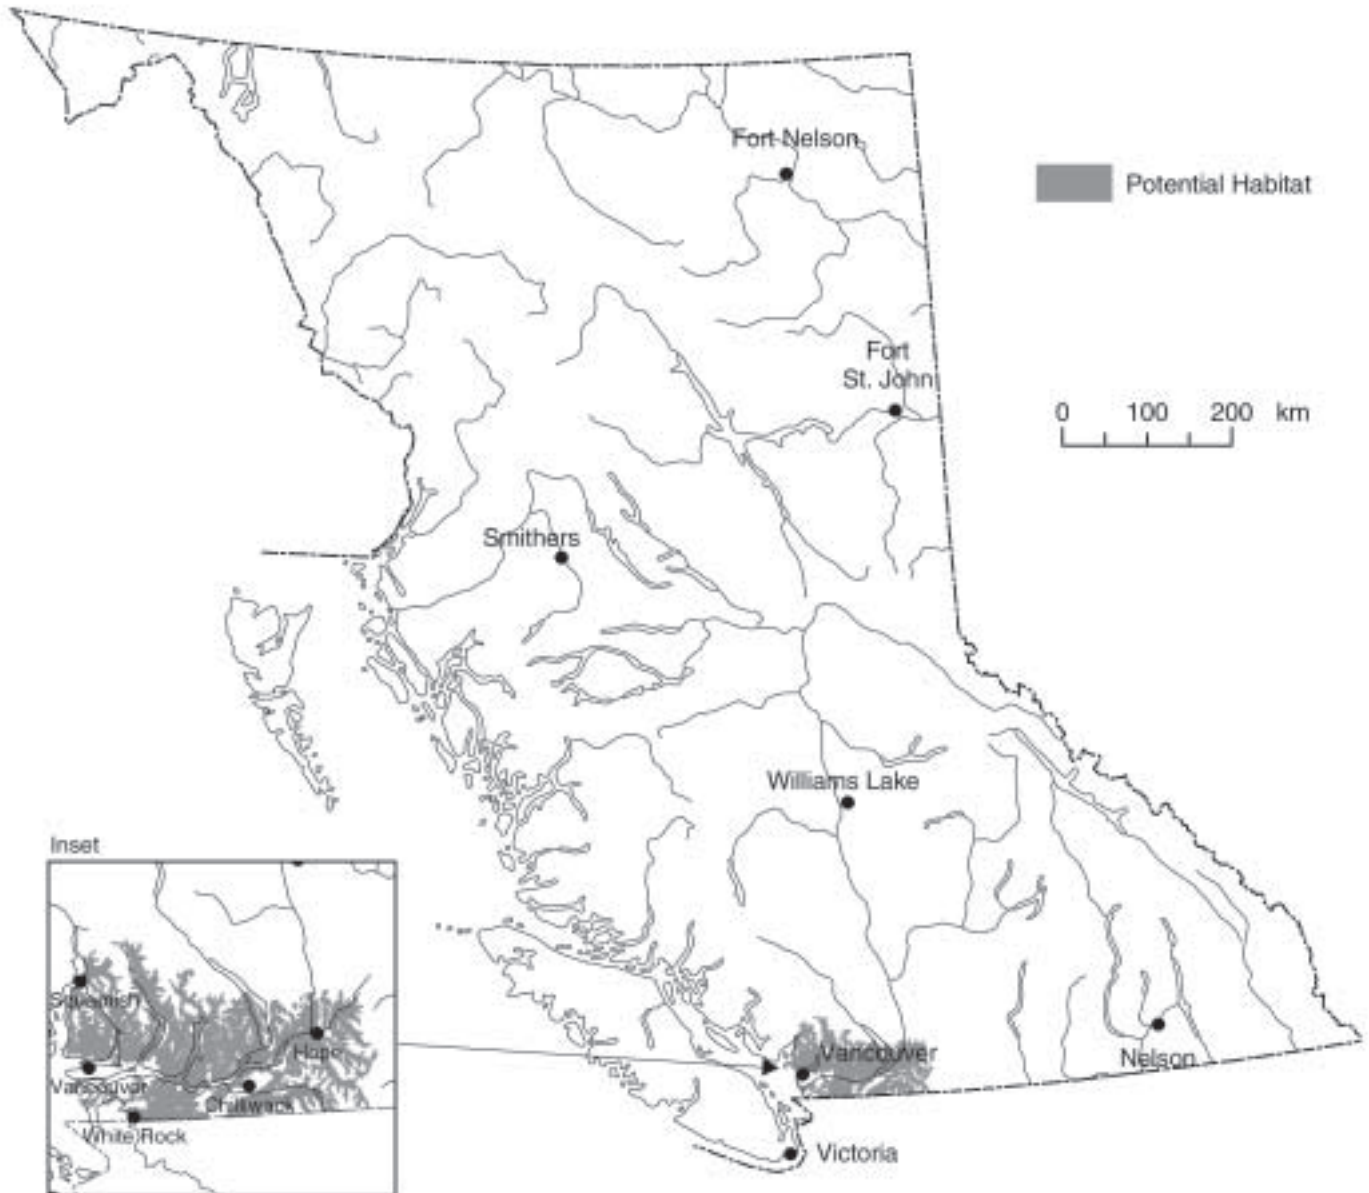 Fort Nelson
Potential Habitat
Fort
St. John
0 100 200 km
Smithers
Williams Lake
Inset
Squamish
Hope
Vancouver
Chilliwack
White Rock
Vancouver
Nelson
Victoria